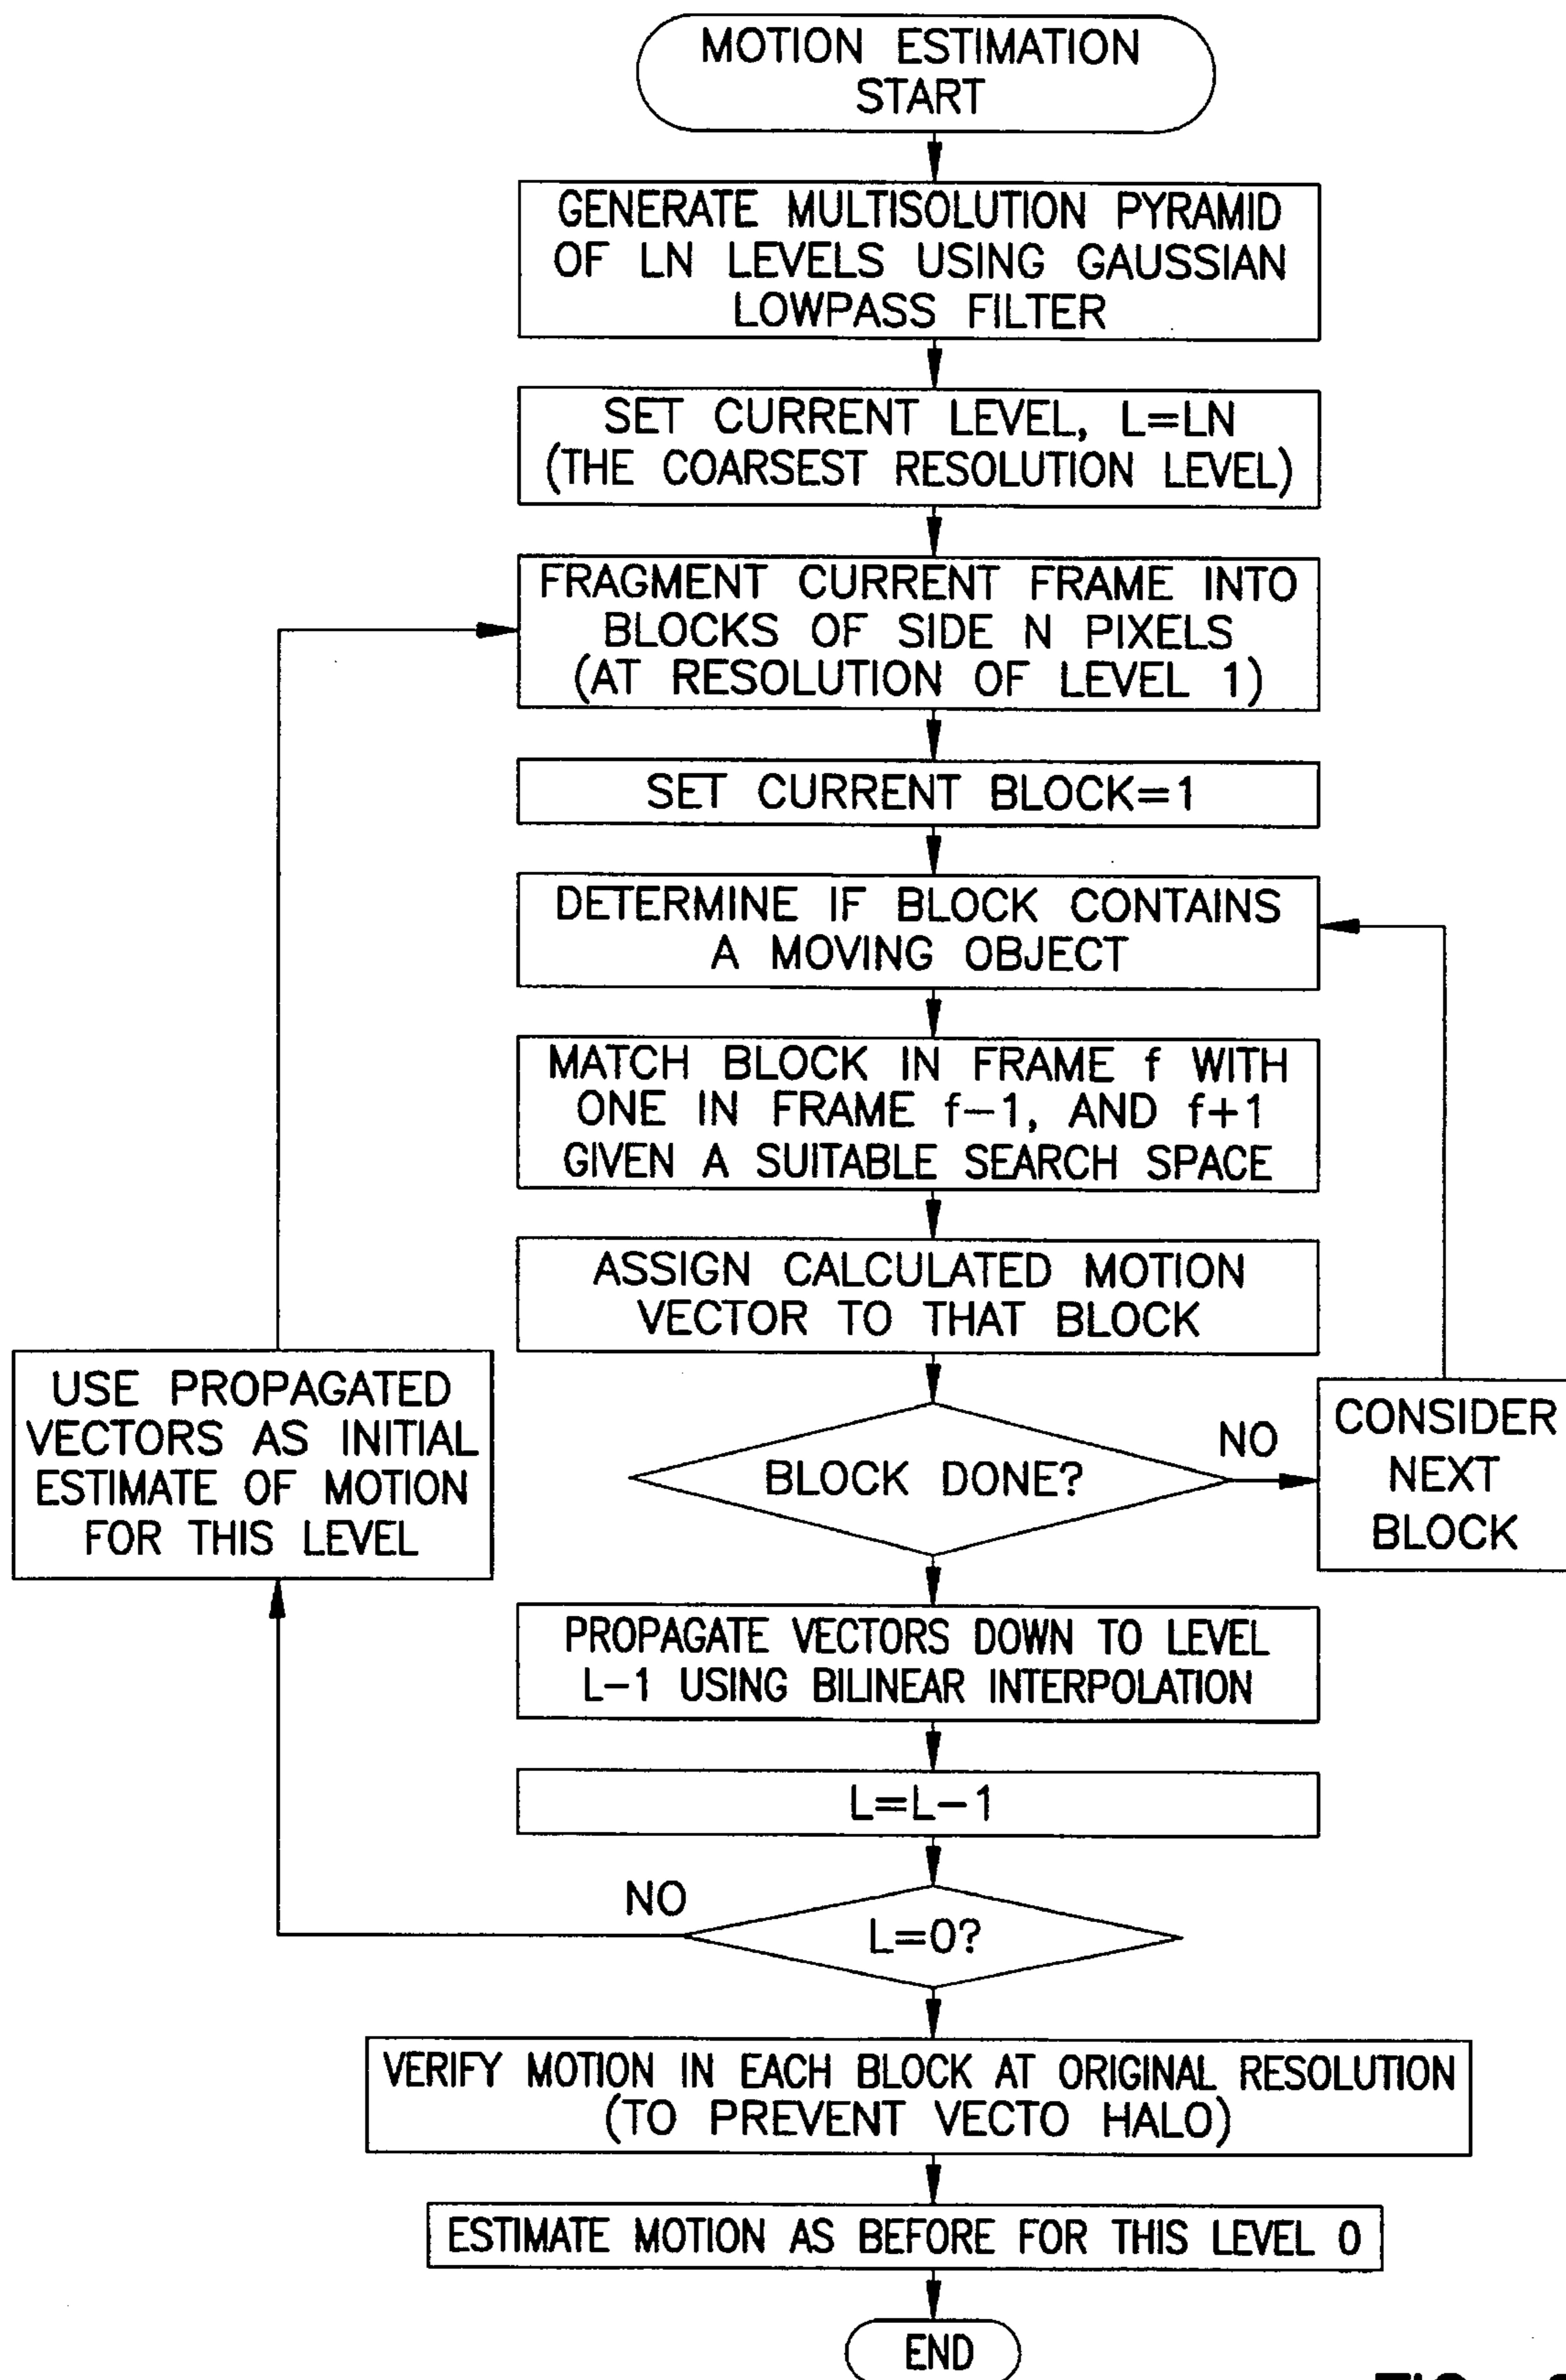 MOTION ESTIMATION
START
GENERATE MULTISOLUTION PYRAMID
OF LN LEVELS USING GAUSSIAN
LOWPASS FILTER
SET CURRENT LEVEL, L=LN
(THE COARSEST RESOLUTION LEVEL)
FRAGMENT CURRENT FRAME INTO
BLOCKS OF SIDE N PIXELS
(AT RESOLUTION OF LEVEL 1)
SET CURRENT BLOCK=1
DETERMINE IF BLOCK CONTAINS
A MOVING OBJECT
MATCH BLOCK IN FRAME f WITH
ONE IN FRAME f-1, AND f+1
GIVEN A SUITABLE SEARCH SPACE
ASSIGN CALCULATED MOTION
VECTOR TO THAT BLOCK
USE PROPAGATED
VECTORS AS INITIAL
ESTIMATE OF MOTION
FOR THIS LEVEL
BLOCK DONE?
NO
CONSIDER
NEXT
BLOCK
PROPAGATE VECTORS DOWN TO LEVEL
L-1 USING BILINEAR INTERPOLATION
L=L-1
NO
L=0?
VERIFY MOTION IN EACH BLOCK AT ORIGINAL RESOLUTION
(TO PREVENT VECTO HALO)
ESTIMATE MOTION AS BEFORE FOR THIS LEVEL 0
END